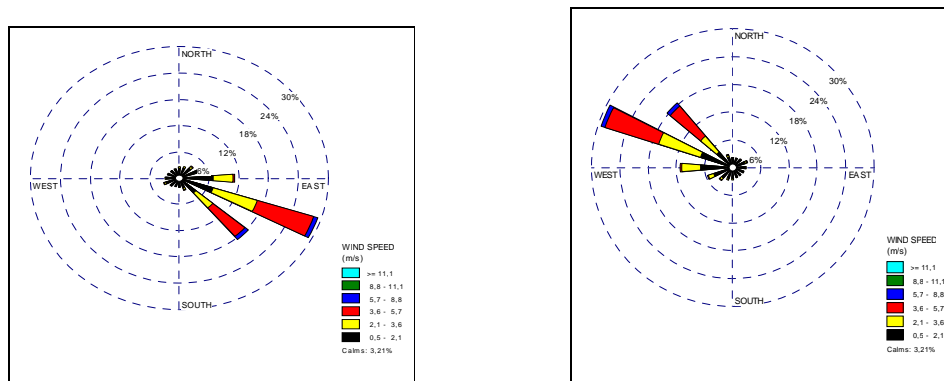 NORTH
30%
24%
18%
12%
6%
WEST
EAST
SOUTH
WIND SPEED
(m/s)
>= 11,1
8,8 - 11,1
5,7 - 8,8
3,6 - 5,7
2,1 - 3,6
0,5 - 2,1
Calms: 3,21%
NORTH
30%
24%
18%
12%
6%
WEST
EAST
SOUTH
WIND SPEED
(m/s)
>= 11,1
8,8 - 11,1
5,7 - 8,8
3,6 - 5,7
2,1 - 3,6
0,5 - 2,1
Calms: 3,21%